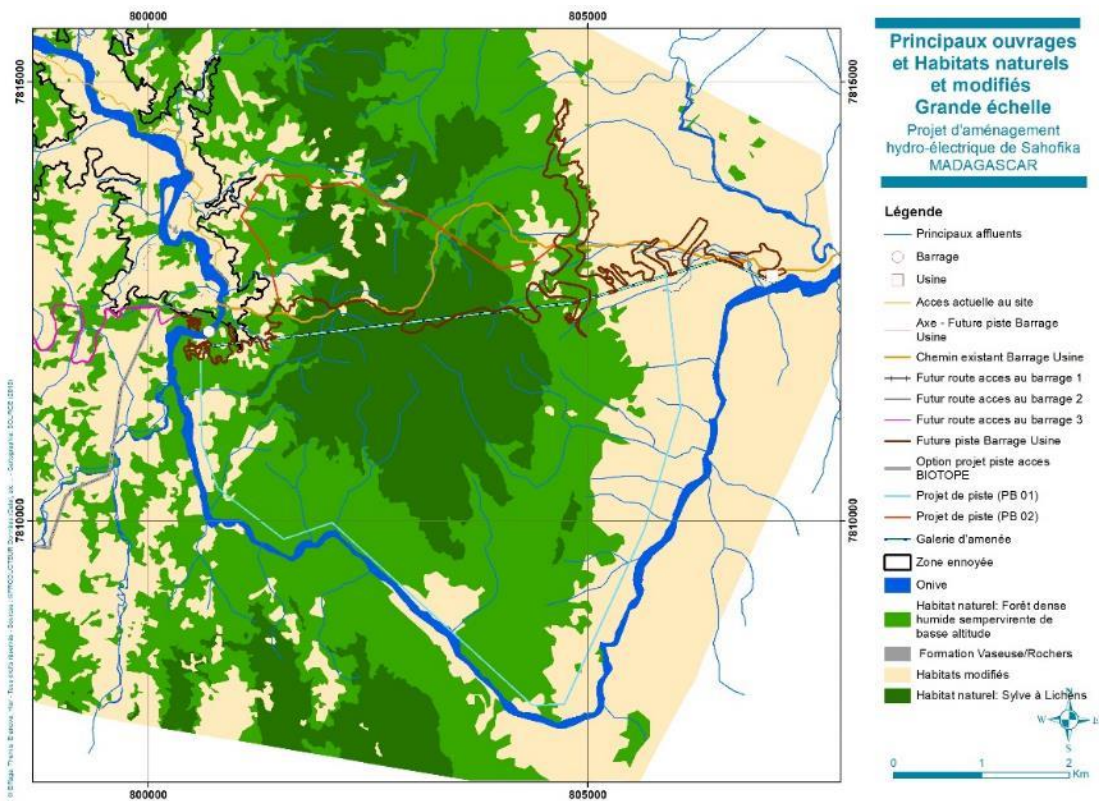 800000
805000
7815000
7815000
7810000
7810000
800000
805000
Principaux ouvrages
et Habitats naturels
et modifiés
Grande échelle
Projet d'aménagement
hydro-électrique de Sahofika
MADAGASCAR
Légende
Principaux affluents
Barrage
Usine
Acces actuelle au site
Axe - Future piste Barrage
Usine
Chemin existant Barrage Usine
Futur route acces au barrage 1
Futur route acces au barrage 2
Futur route acces au barrage 3
Future piste Barrage Usine
Option projet piste acces
BIOTOPE
Projet de piste (PB 01)
Projet de piste (PB 02)
Galerie d'amenée
Zone ennoyée
Onive
Habitat naturel: Forêt dense
humide sempervirente de
basse altitude
Formation Vaseuse/Rochers
Habitats modifiés
Habitat naturel: Sylve à Lichens
N
W
E
S
0 1 2
Km